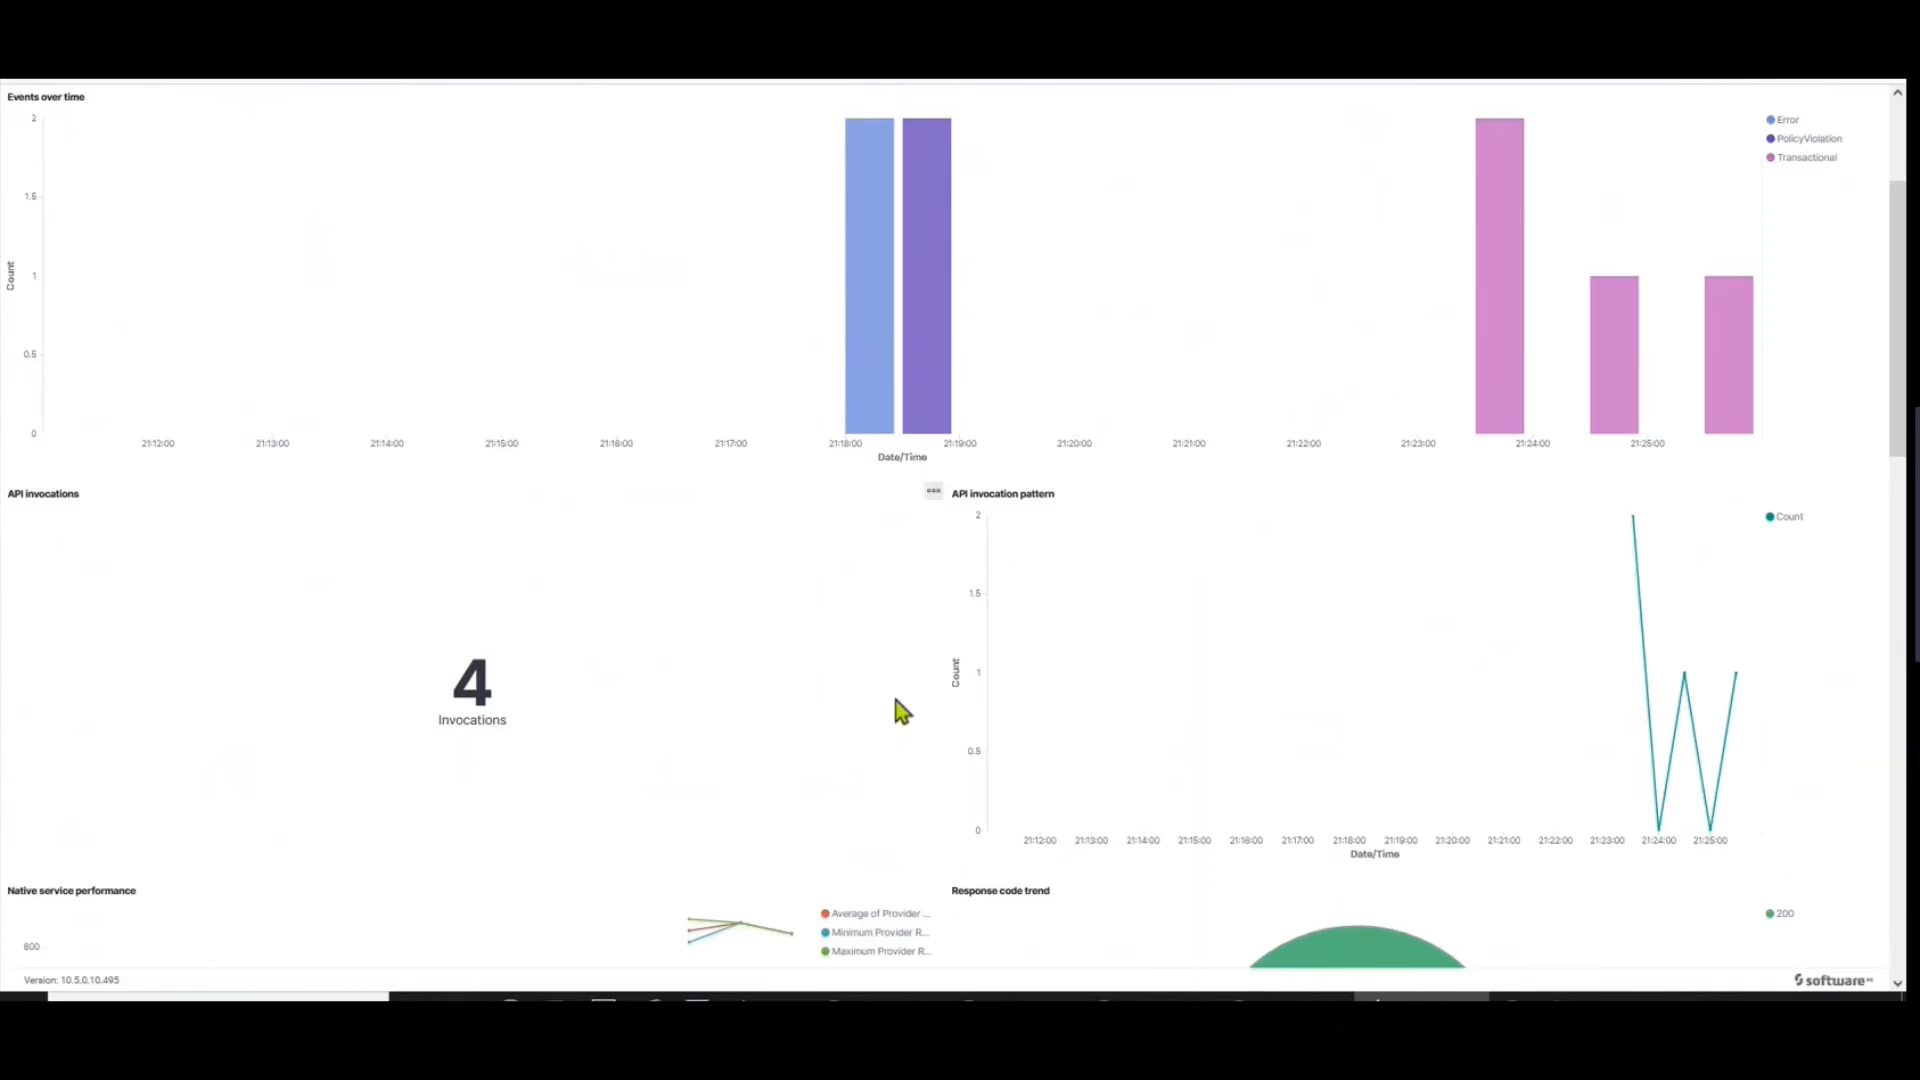 Events over time
2
1.5
1
0.5
0
Count
21:12:00 21:13:00 21:14:00 21:15:00 21:16:00 21:17:00 21:18:00 21:19:00 21:20:00 21:21:00 21:22:00 21:23:00 21:24:00 21:25:00
Date/Time
Error
PolicyViolation
Transactional
API invocations
4
Invocations
API invocation pattern
2
1.5
1
0.5
0
Count
21:12:00 21:13:00 21:14:00 21:15:00 21:16:00 21:17:00 21:18:00 21:19:00 21:20:00 21:21:00 21:22:00 21:23:00 21:24:00 21:25:00
Date/Time
Count
Native service performance
800
Average of Provider ...
Minimum Provider R...
Maximum Provider R...
Response code trend
200
Version: 10.5.0.10.495
software AG